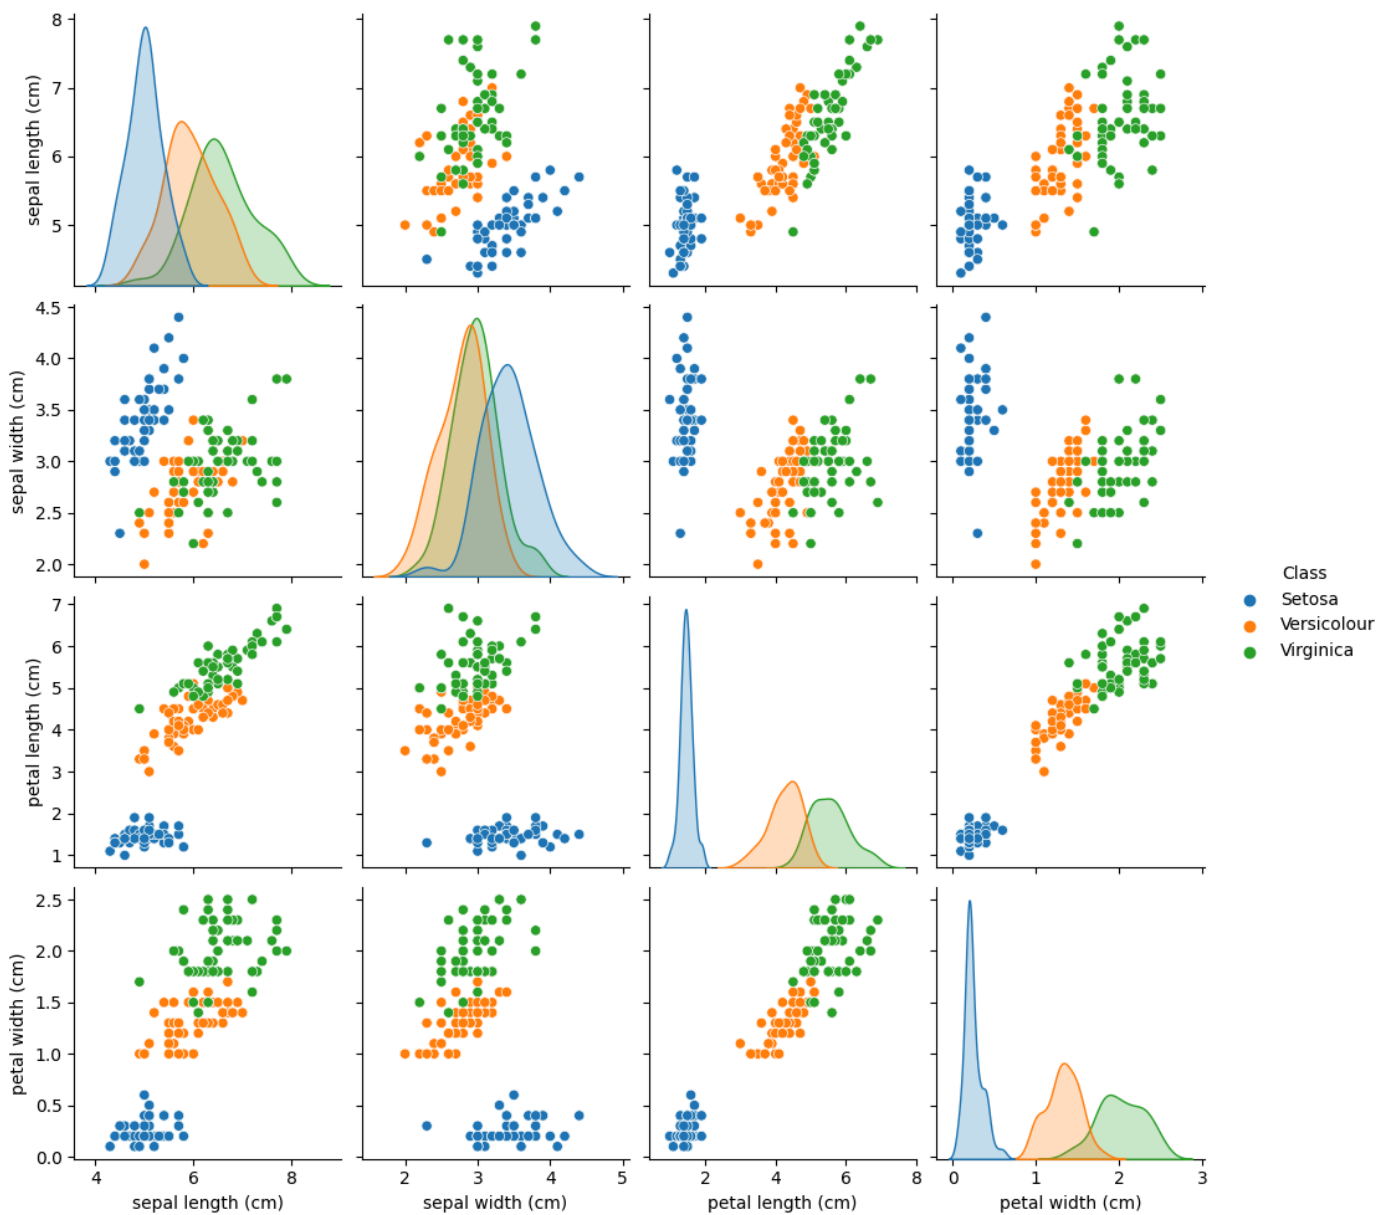 8
7
6
5
sepal length (cm)
4.5
4.0
3.5
3.0
2.5
2.0
sepal width (cm)
Class
Setosa
Versicolour
Virginica
7
6
5
4
3
2
1
petal length (cm)
2.5
2.0
1.5
1.0
0.5
0.0
petal width (cm)
4 6 8 2 3 4 5 2 4 6 8 0 1 2 3
sepal length (cm) sepal width (cm) petal length (cm) petal width (cm)